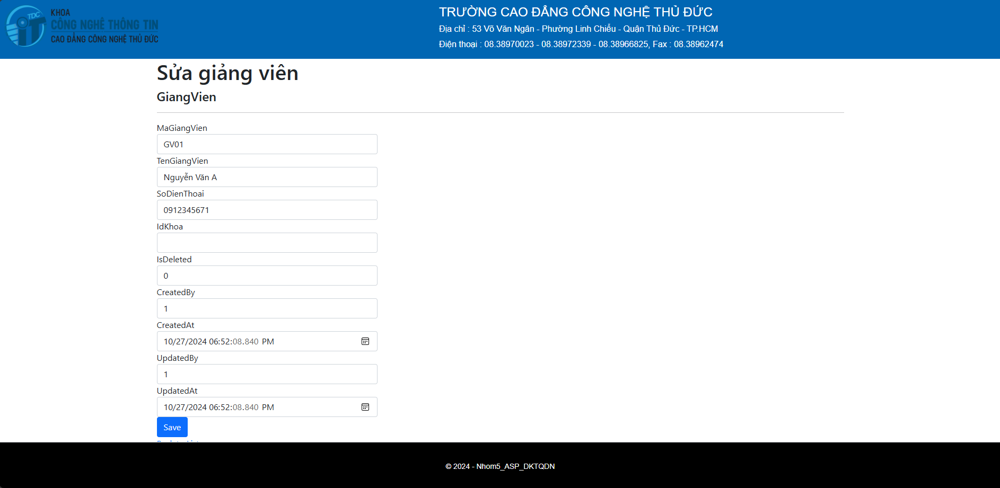 TDC
iT
KHOA
CÔNG NGHỆ THÔNG TIN
CAO ĐẲNG CÔNG NGHỆ THỦ ĐỨC
TRƯỜNG CAO ĐẲNG CÔNG NGHỆ THỦ ĐỨC
Địa chỉ : 53 Võ Văn Ngân - Phường Linh Chiểu - Quận Thủ Đức - TP.HCM
Điện thoại : 08.38970023 - 08.38972339 - 08.38966825, Fax : 08.38962474
Sửa giảng viên
GiangVien
MaGiangVien
GV01
TenGiangVien
Nguyễn Văn A
SoDienThoai
0912345671
IdKhoa
IsDeleted
0
CreatedBy
1
CreatedAt
10/27/2024 06:52:08.840 PM
UpdatedBy
1
UpdatedAt
10/27/2024 06:52:08.840 PM
Save
© 2024 - Nhom5_ASP_DKTQDN